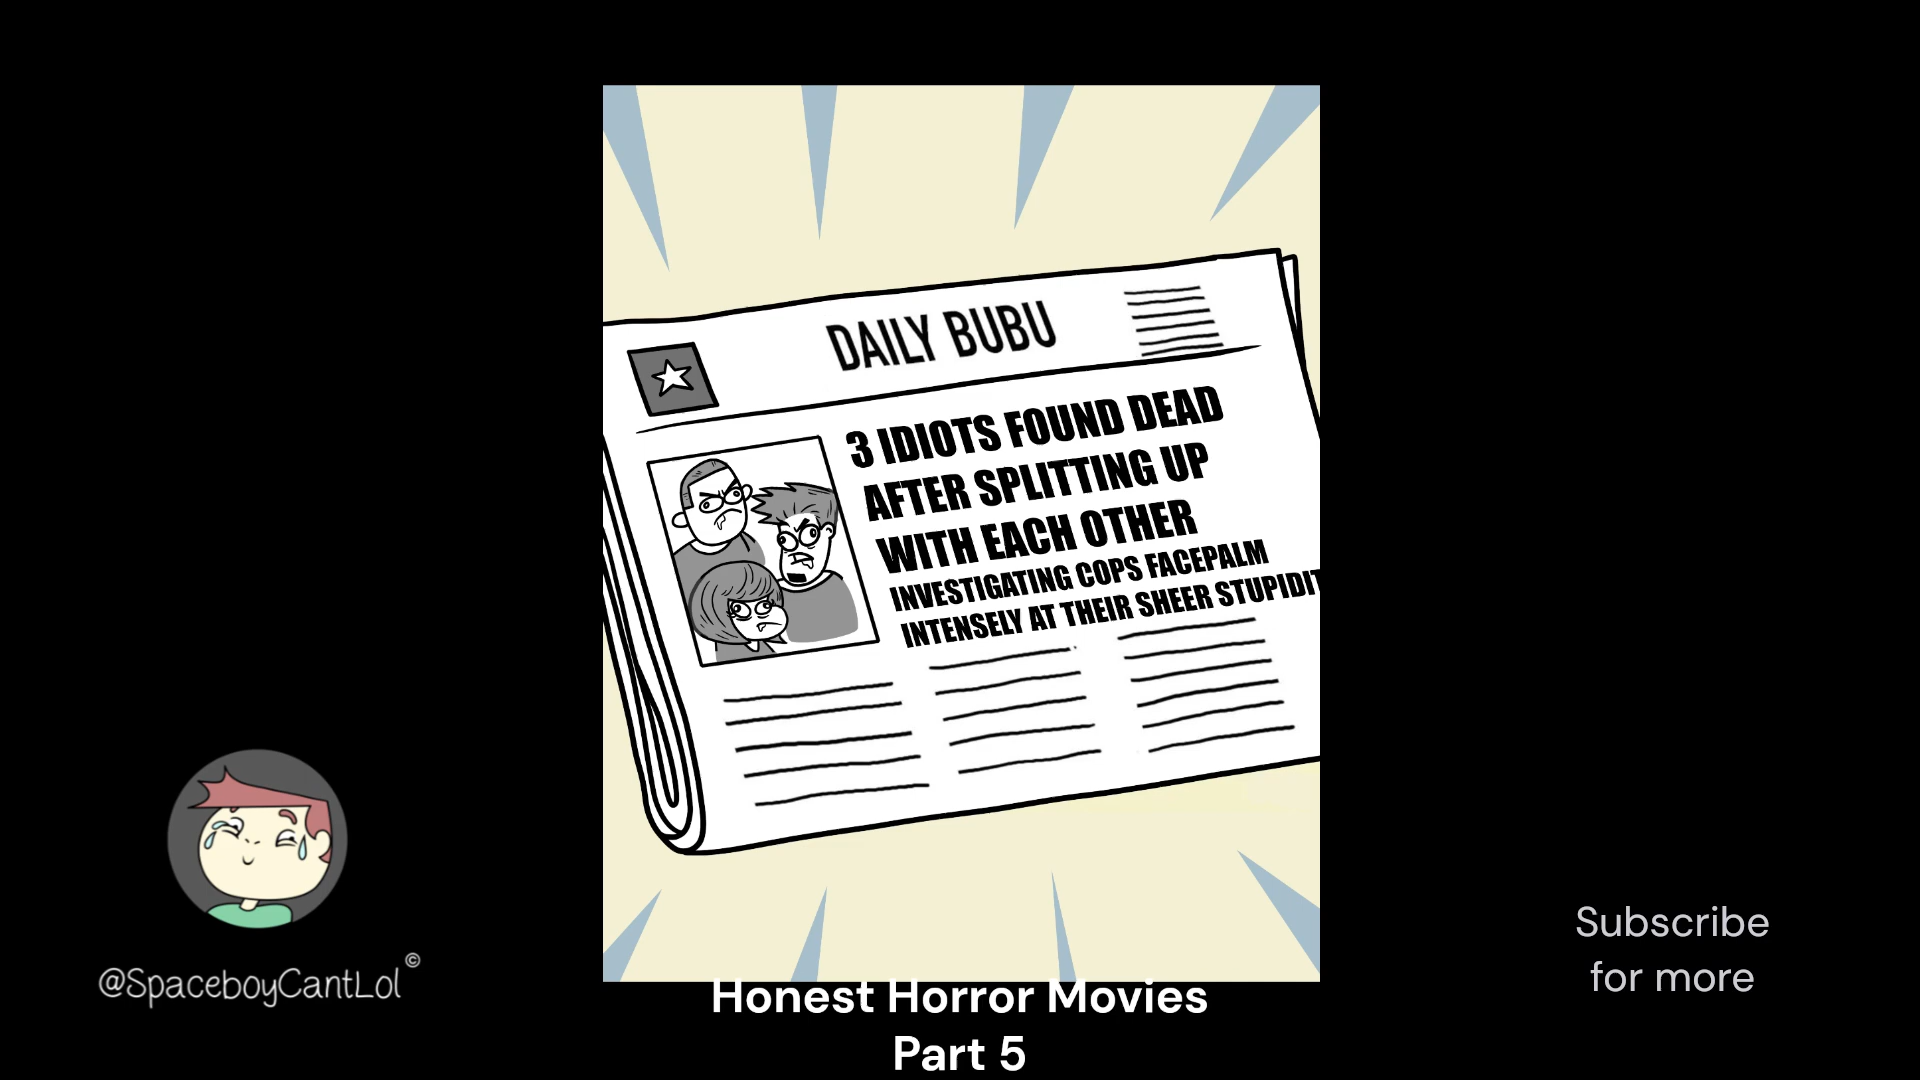 DAILY BUBU
3 IDIOTS FOUND DEAD
AFTER SPLITTING UP
WITH EACH OTHER
INVESTIGATING COPS FACEPALM
INTENSELY AT THEIR SHEER STUPIDIT
@SpaceboyCantLol©
Subscribe
for more
Honest Horror Movies
Part 5